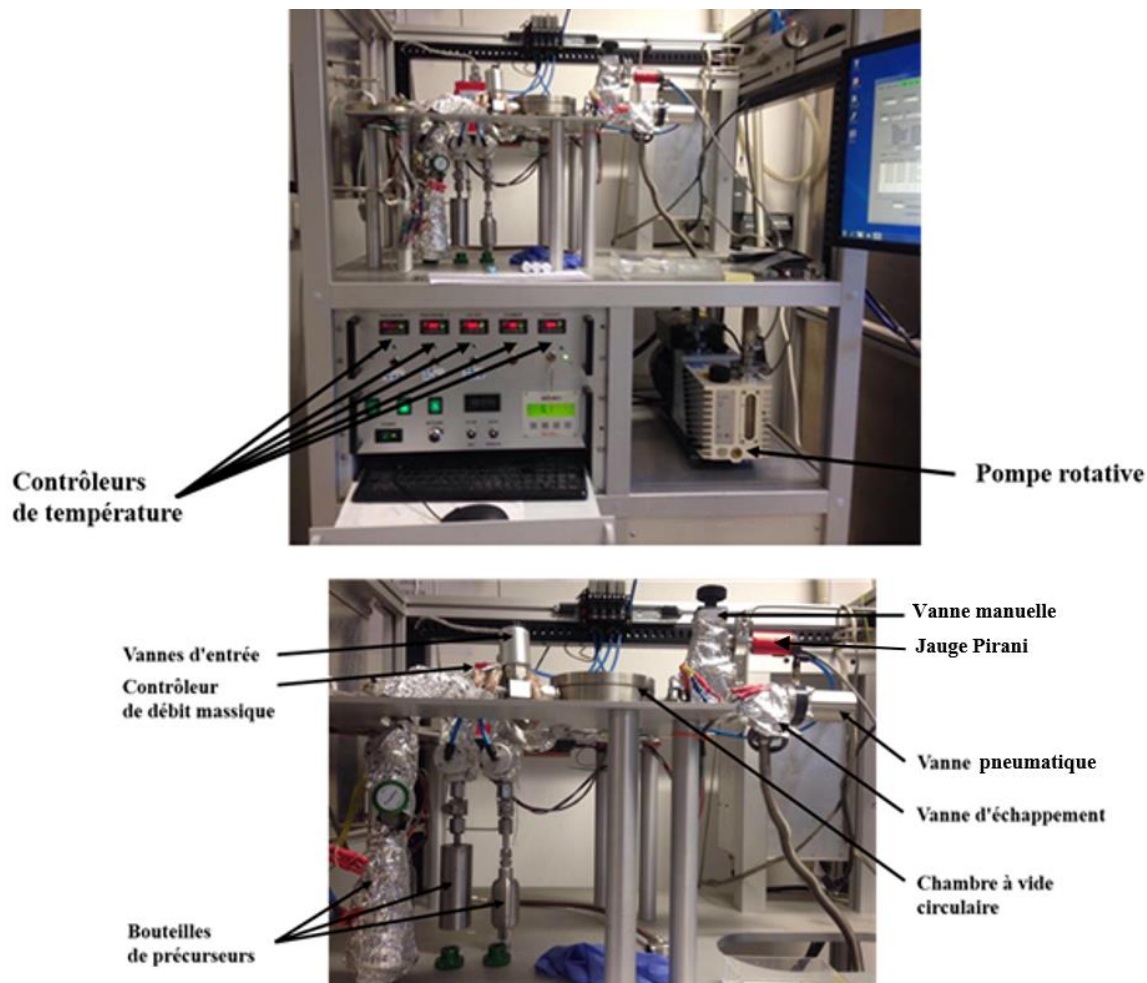 Contrôleurs
de température
Pompe rotative
Vannes d'entrée
Contrôleur
de débit massique
Bouteilles
de précurseurs
Vanne manuelle
Jauge Pirani
Vanne pneumatique
Vanne d'échappement
Chambre à vide
circulaire